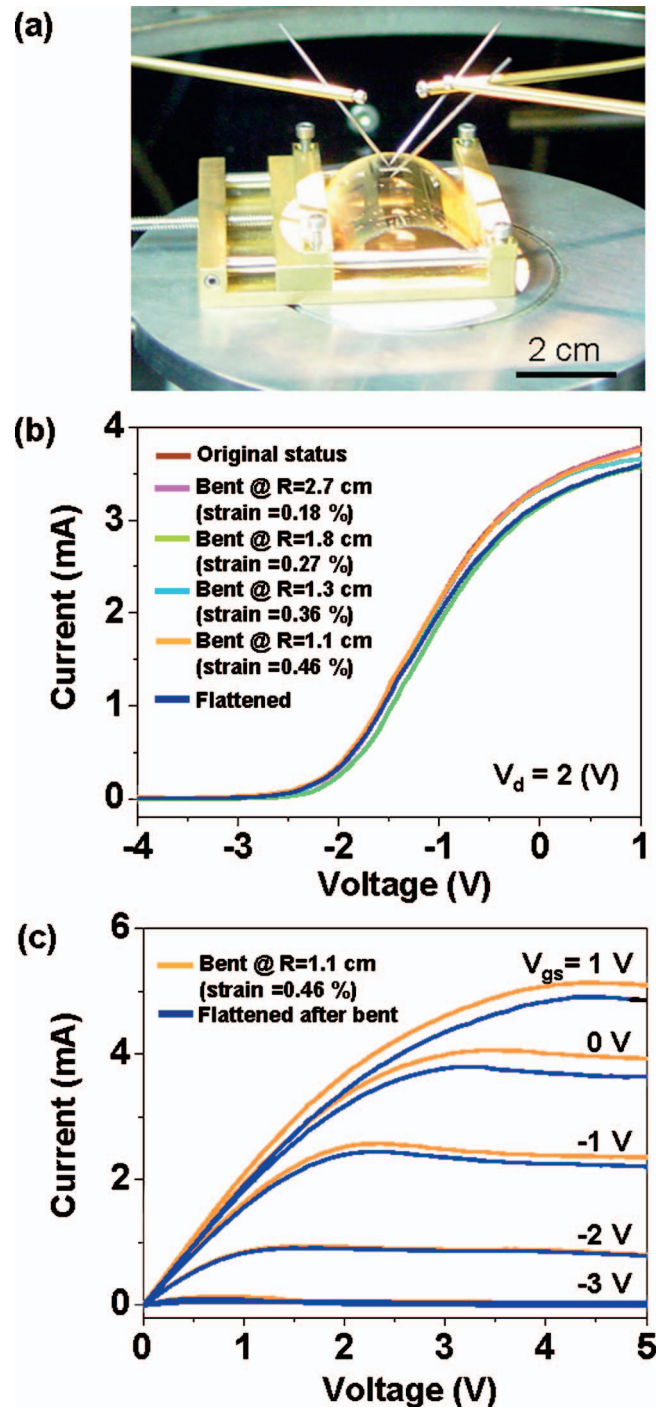 (a)
2 cm
(b)
4
3
2
1
0
Current (mA)
Original status
Bent @ R=2.7 cm
(strain =0.18 %)
Bent @ R=1.8 cm
(strain =0.27 %)
Bent @ R=1.3 cm
(strain =0.36 %)
Bent @ R=1.1 cm
(strain =0.46 %)
Flattened
V_d = 2 (V)
-4 -3 -2 -1 0 1
Voltage (V)
(c)
6
4
2
0
Current (mA)
Bent @ R=1.1 cm
(strain =0.46 %)
Flattened after bent
V_gs= 1 V
0 V
-1 V
-2 V
-3 V
0 1 2 3 4 5
Voltage (V)